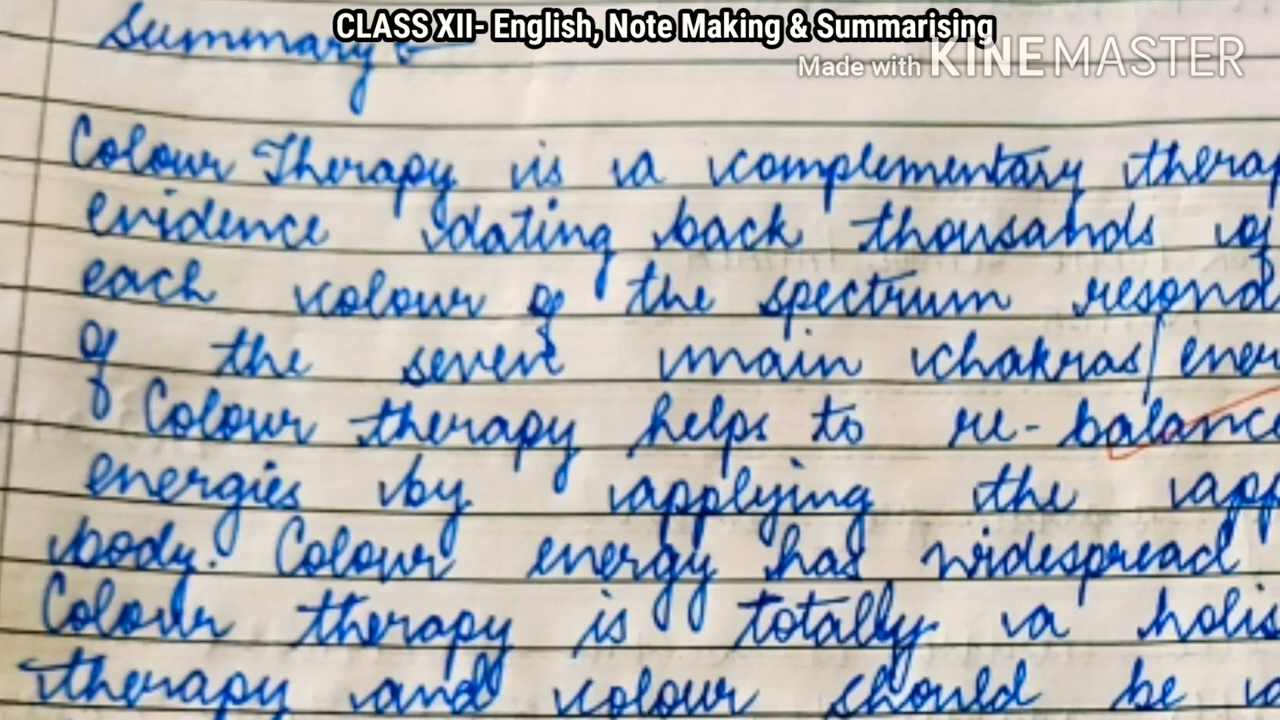 CLASS XII- English, Note Making & Summarising
Made with KINEMASTER
Summary :-
Colour Therapy is a complementary therap
evidence dating back thousands of
each colour of the spectrum resond
of the seven main chakras/ener
Colour therapy helps to re-balance
energies by applying the app
body. Colour energy has widespread
Colour therapy is totally a holis
therapy and colour should be a